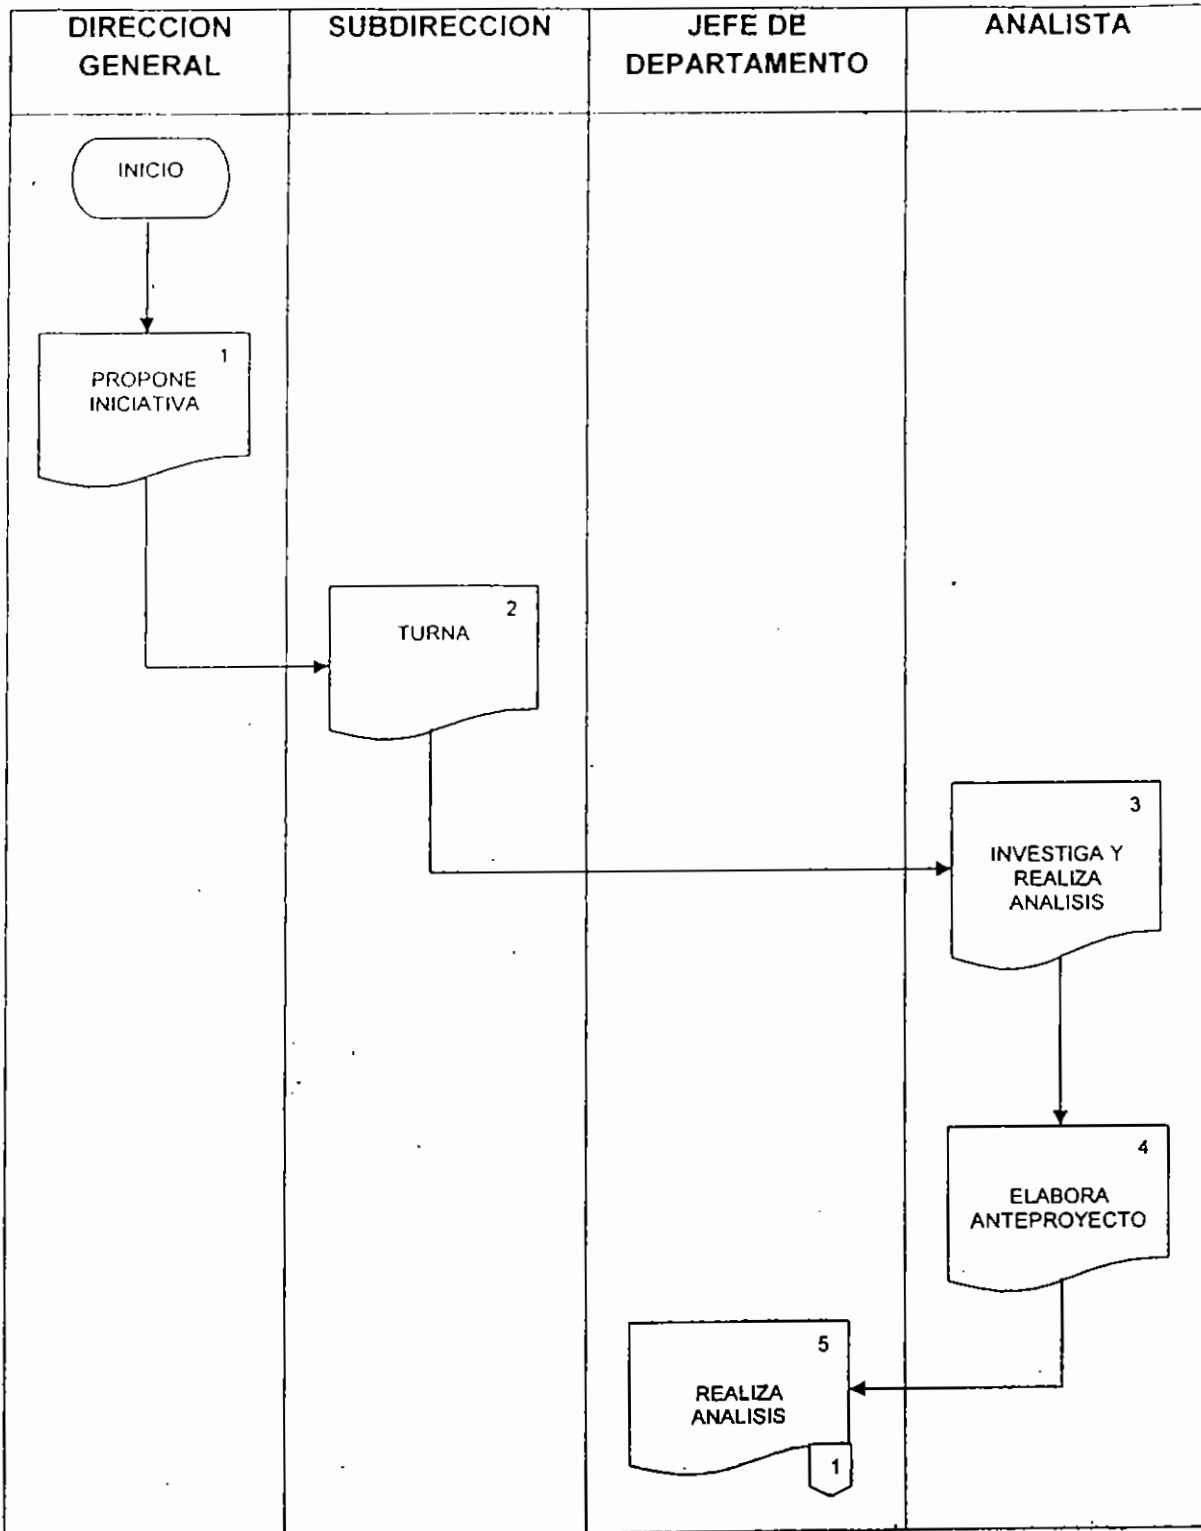 DIRECCION
GENERAL
SUBDIRECCION
JEFE DE
DEPARTAMENTO
ANALISTA
INICIO
1
PROPONE
INICIATIVA
2
TURNA
3
INVESTIGA Y
REALIZA
ANALISIS
4
ELABORA
ANTEPROYECTO
5
REALIZA
ANALISIS
1